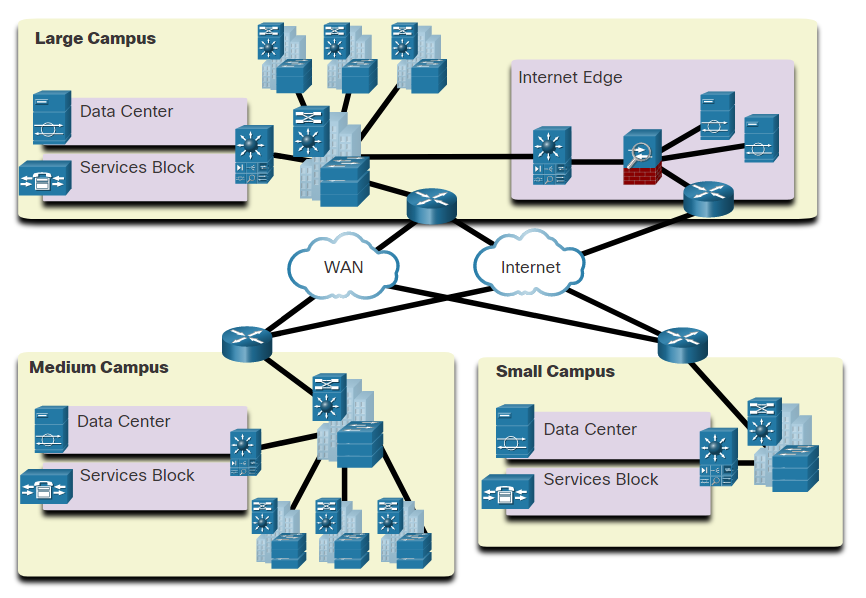 Large Campus
Internet Edge
Data Center
Services Block
WAN
Internet
Medium Campus
Small Campus
Data Center
Data Center
Services Block
Services Block